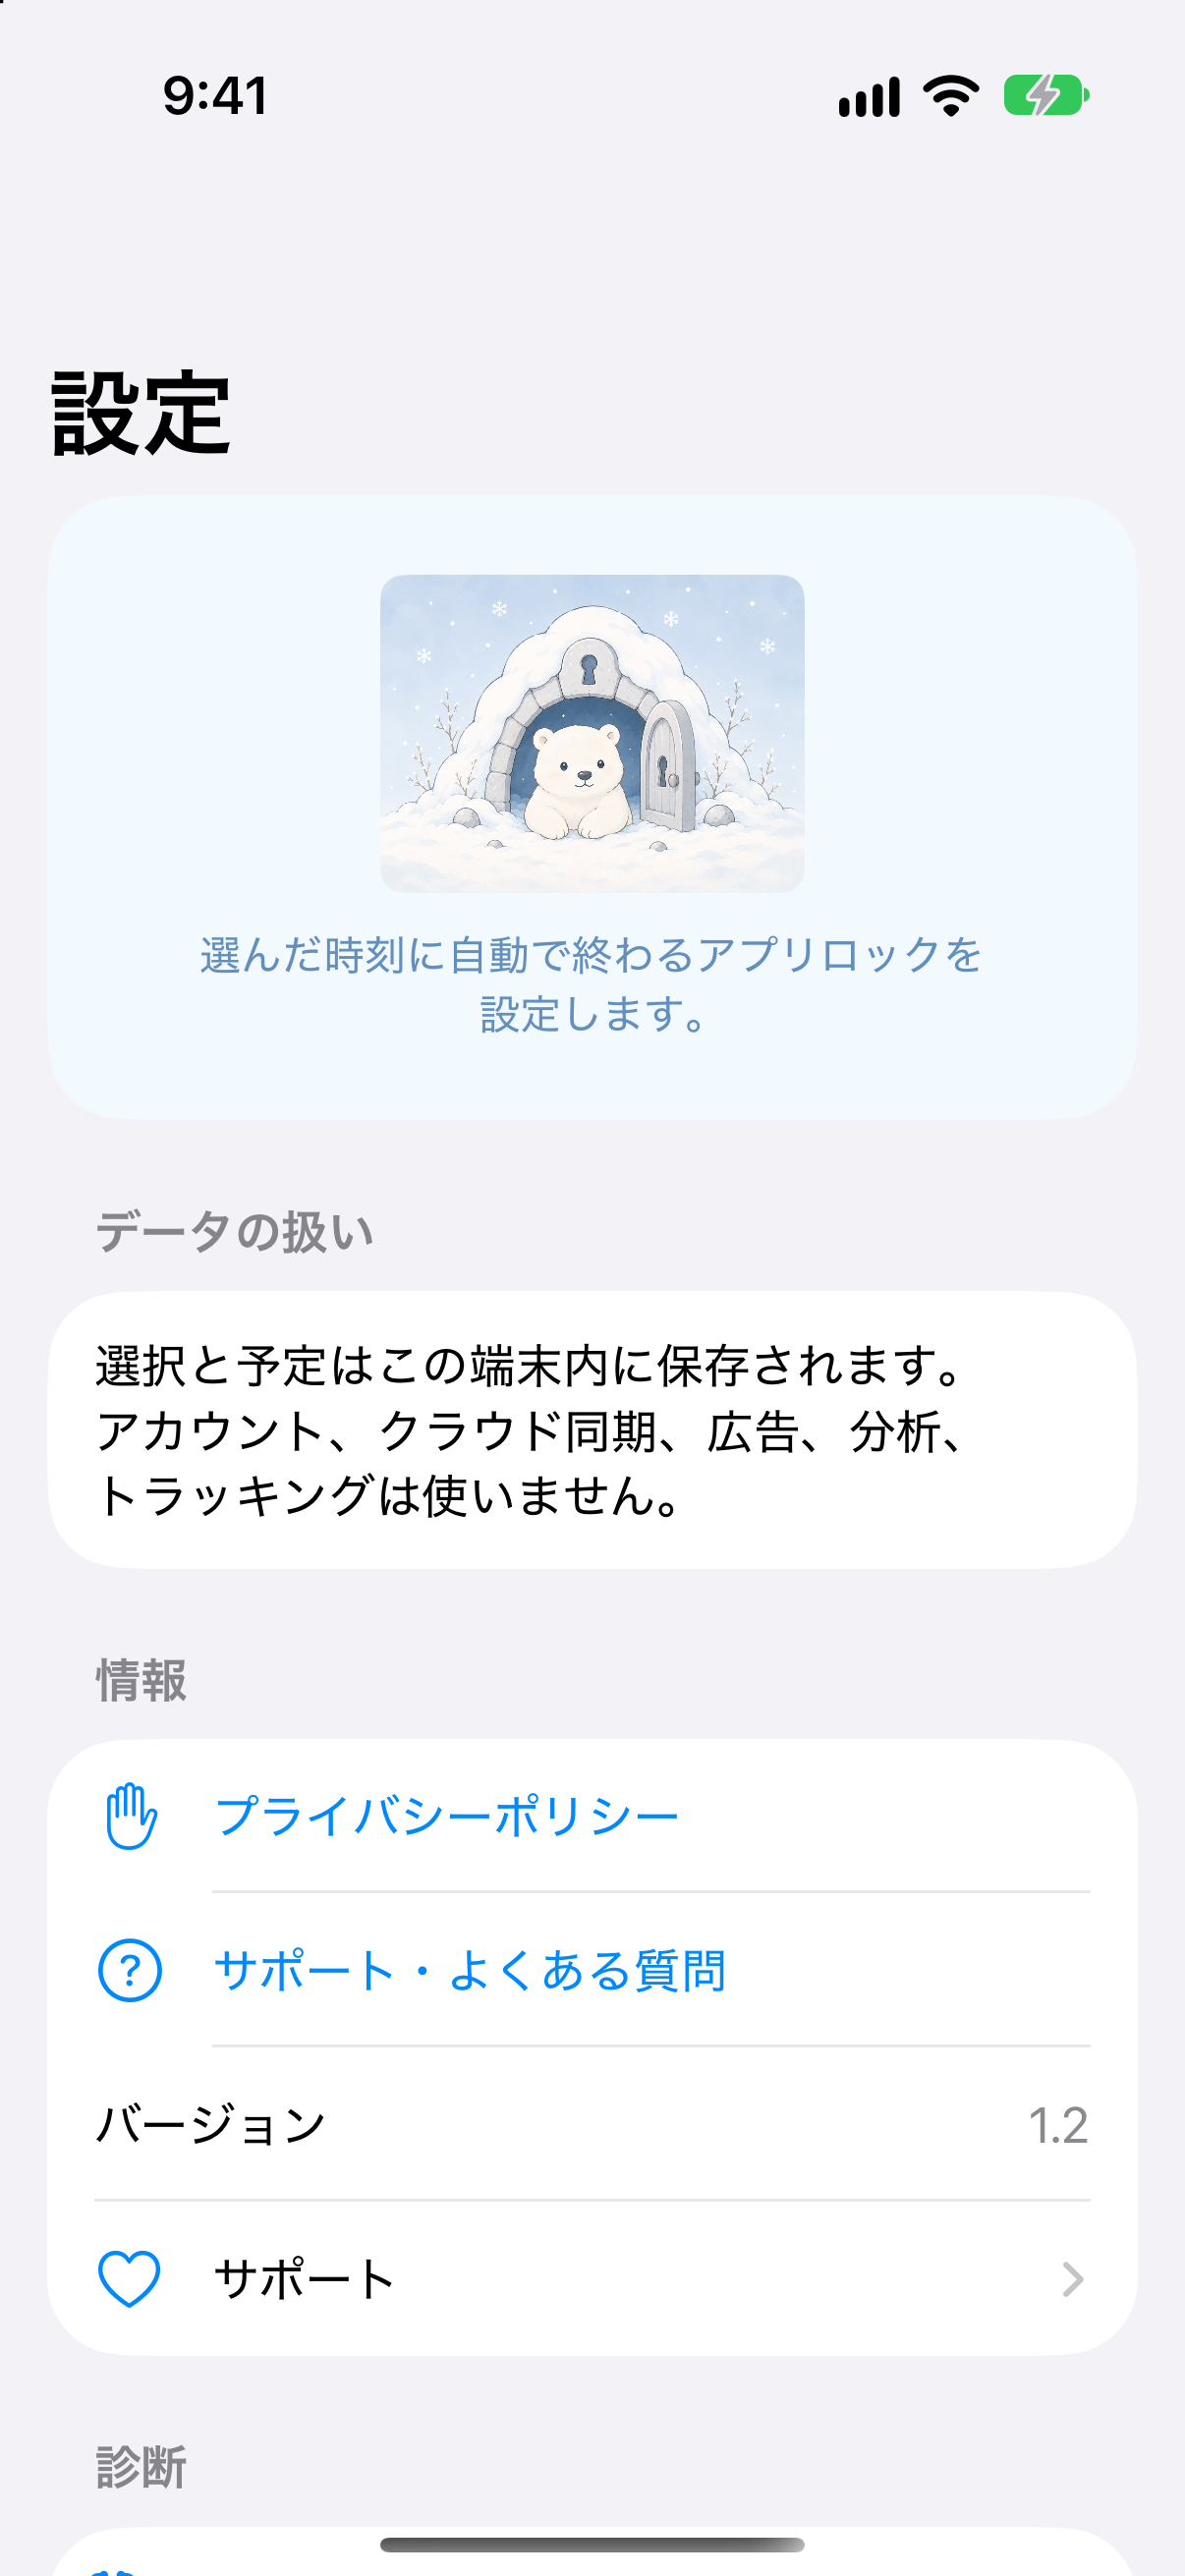 9:41
設定
選んだ時刻に自動で終わるアプリロックを
設定します。
データの扱い
選択と予定はこの端末内に保存されます。
アカウント、クラウド同期、広告、分析、
トラッキングは使いません。
情報
プライバシーポリシー
サポート・よくある質問
バージョン 1.2
サポート
診断